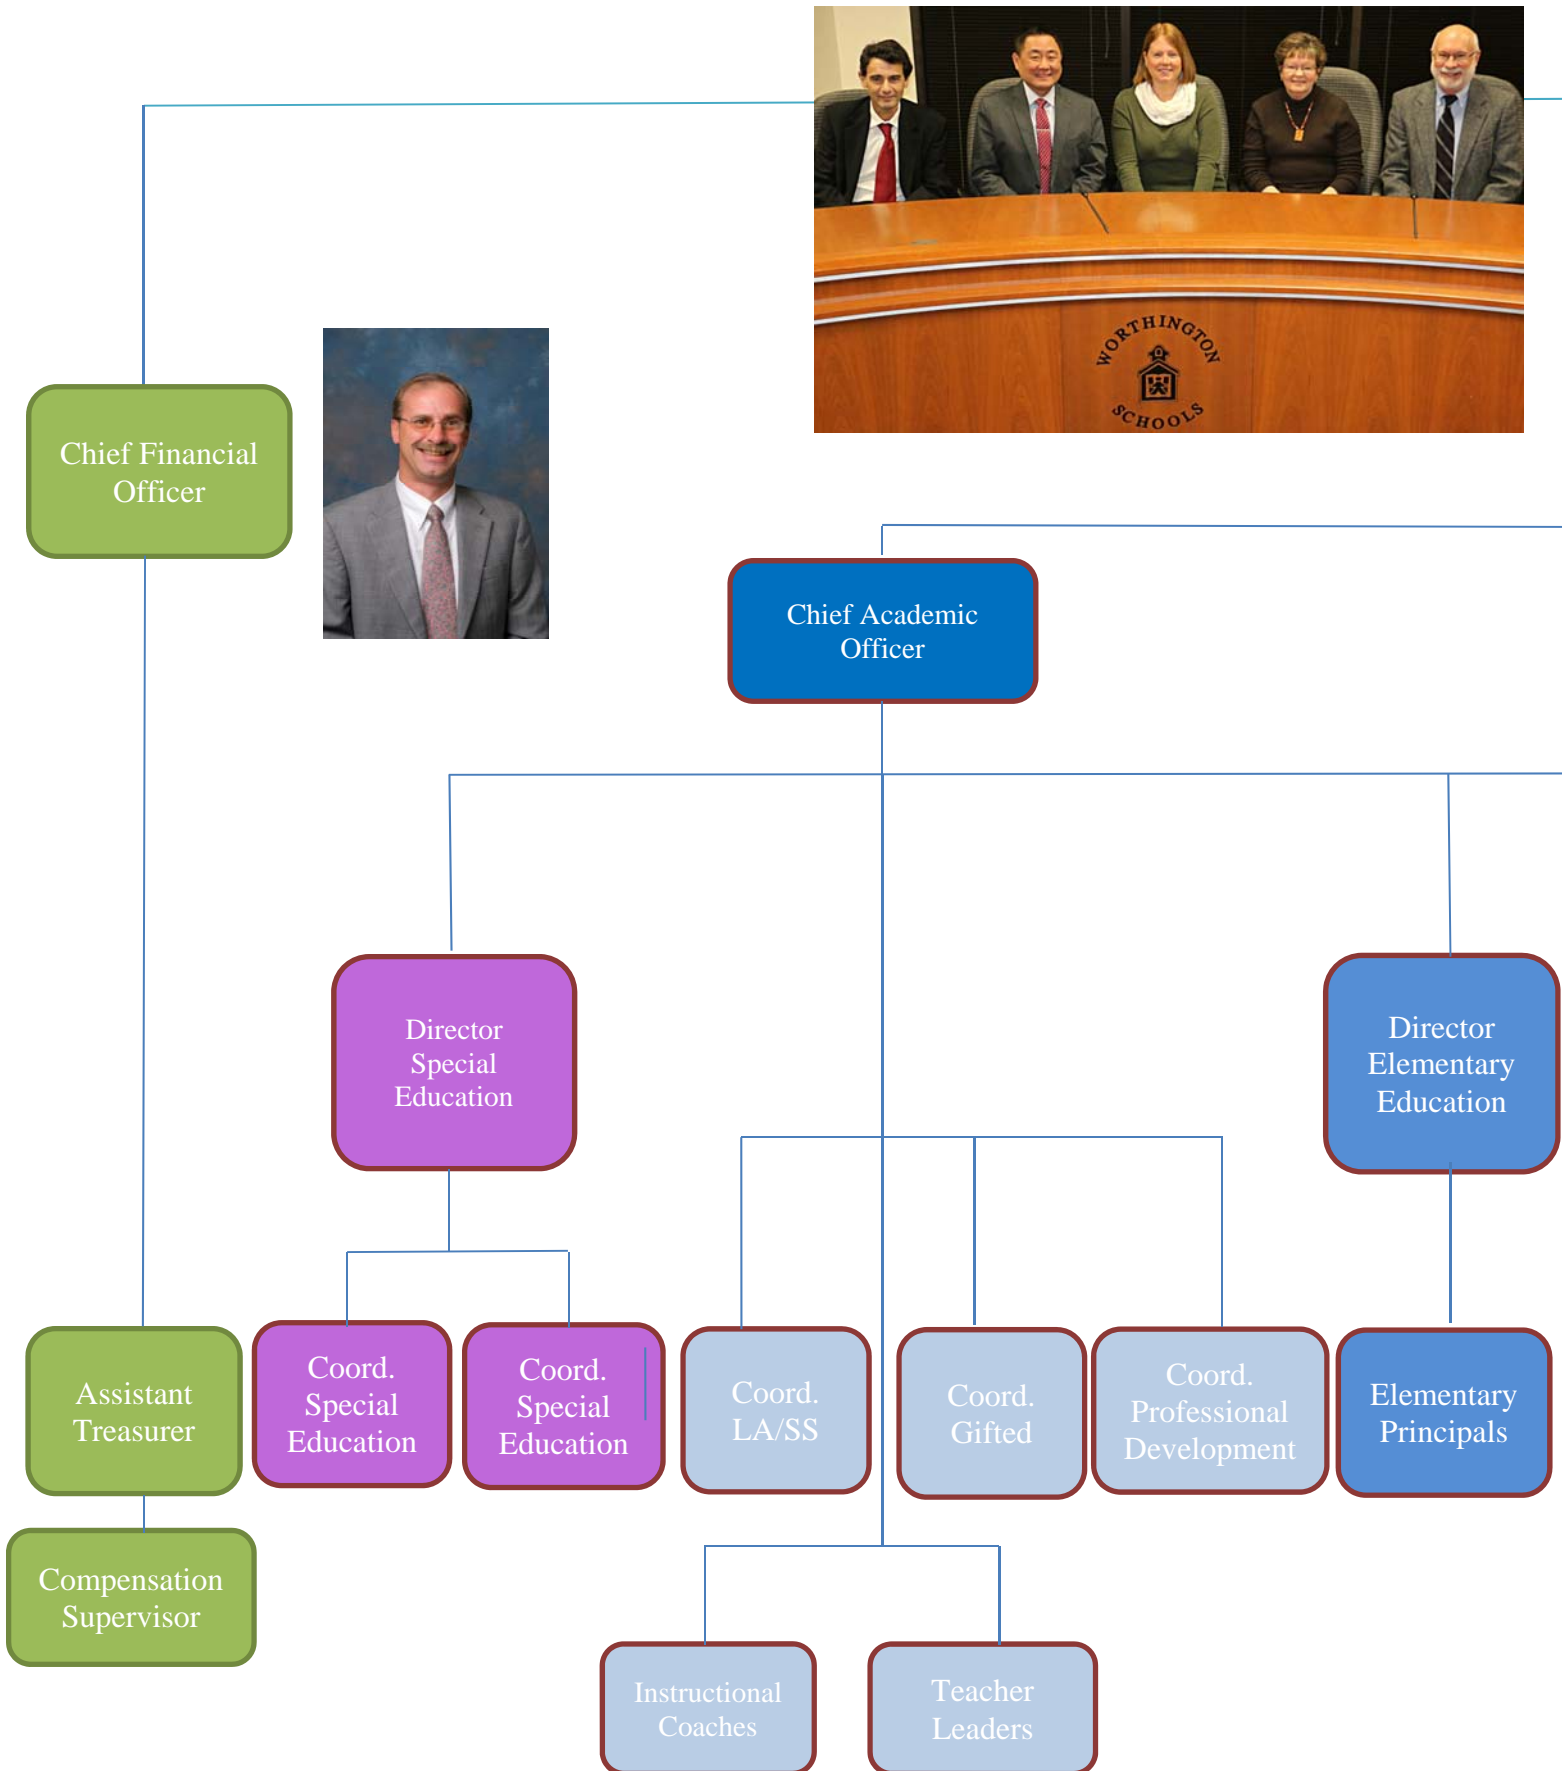 WORTHINGTON
SCHOOLS
Chief Financial
Officer
Chief Academic
Officer
Director
Special
Education
Director
Elementary
Education
Assistant
Treasurer
Coord.
Special
Education
Coord.
Special
Education
Coord.
LA/SS
Coord.
Gifted
Coord.
Professional
Development
Elementary
Principals
Compensation
Supervisor
Instructional
Coaches
Teacher
Leaders